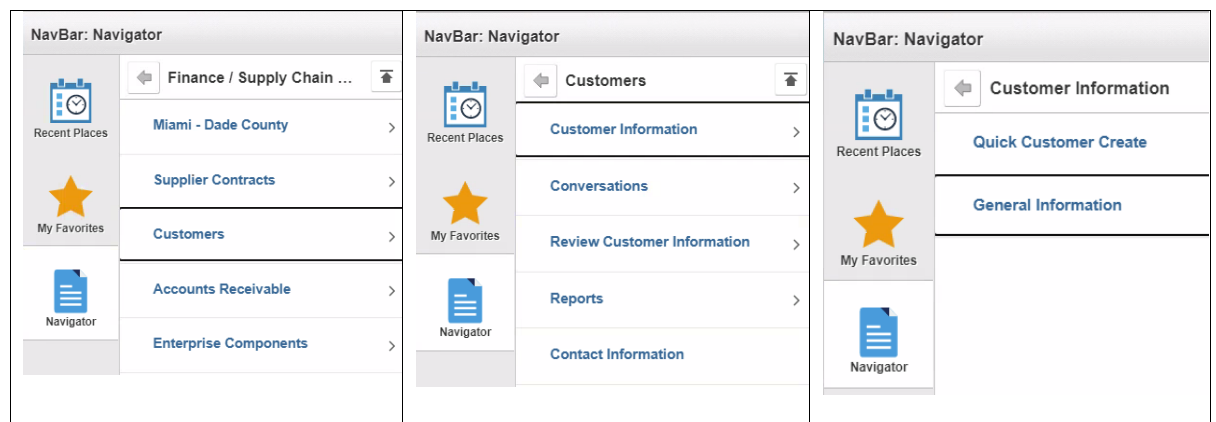 NavBar: Navigator
Finance / Supply Chain ...
Recent Places
Miami - Dade County
Supplier Contracts
My Favorites
Customers
Accounts Receivable
Navigator
Enterprise Components
NavBar: Navigator
Customers
Recent Places
Customer Information
Conversations
My Favorites
Review Customer Information
Reports
Navigator
Contact Information
NavBar: Navigator
Customer Information
Recent Places
Quick Customer Create
General Information
My Favorites
Navigator